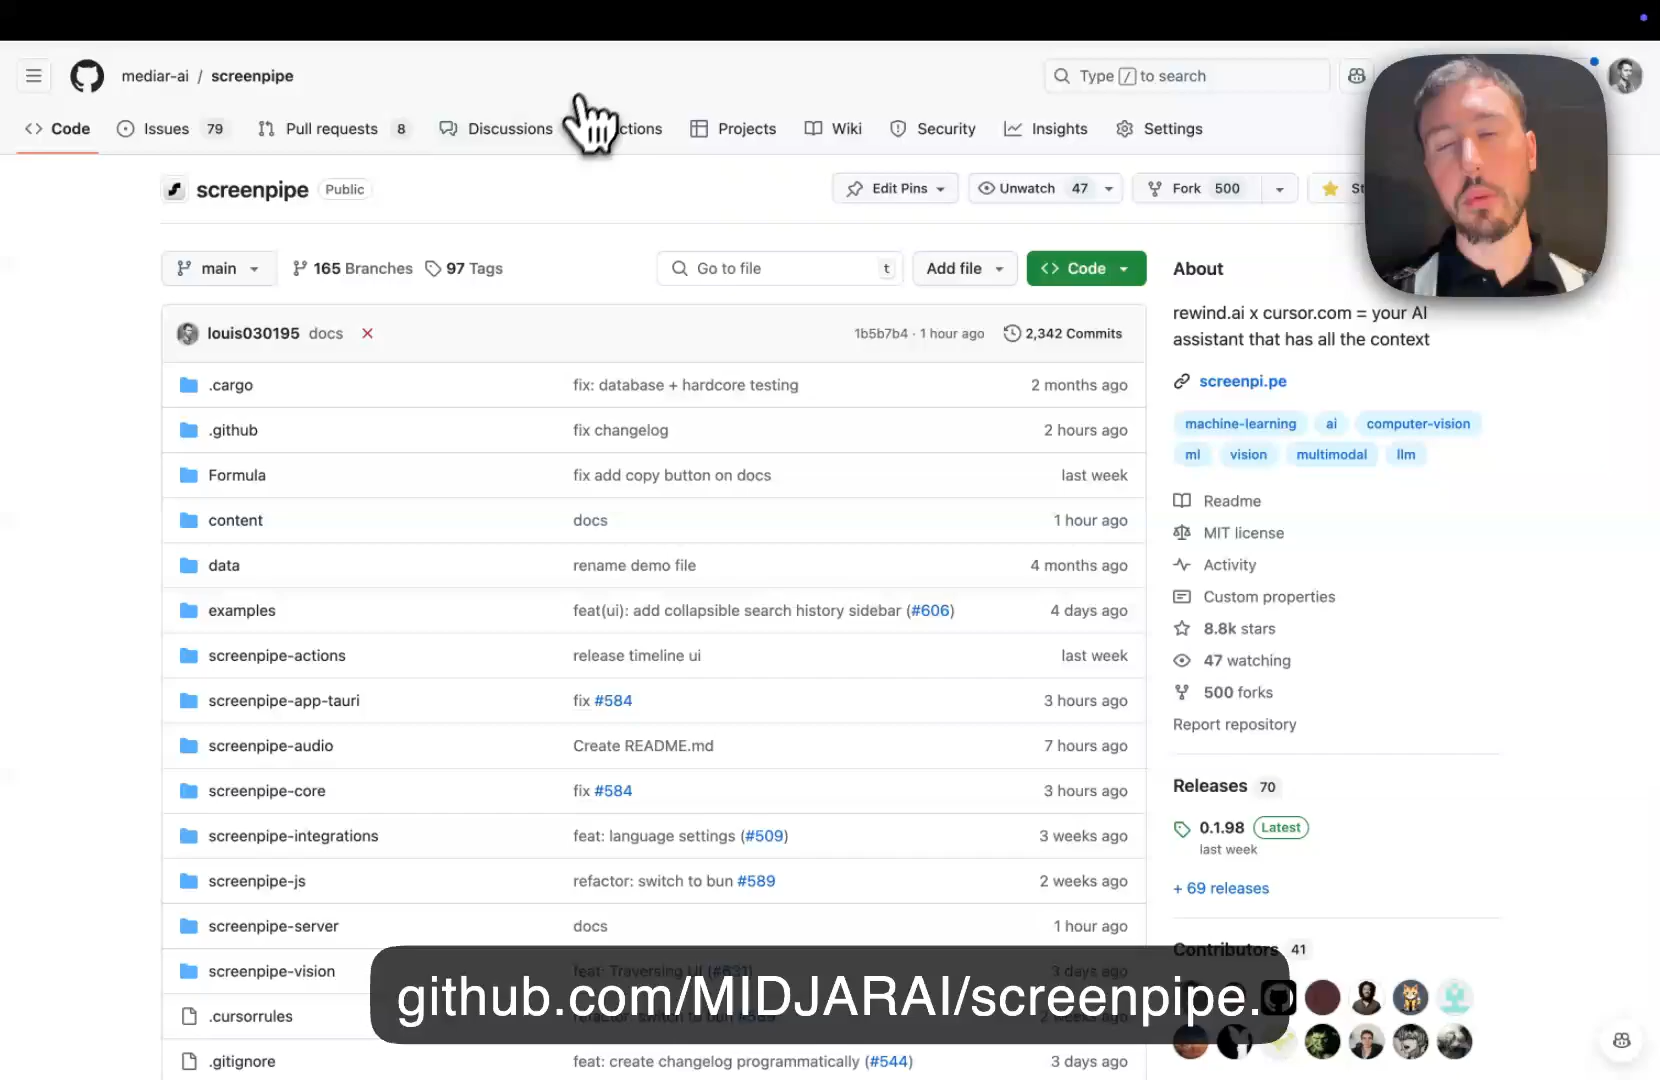 mediar-ai / screenpipe
Type / to search
Code
Issues 79
Pull requests 8
Discussions
ctions
Projects
Wiki
Security
Insights
Settings
screenpipe Public
Edit Pins
Unwatch 47
Fork 500
St
main
165 Branches
97 Tags
Go to file t
Add file
Code
louis030195 docs
1b5b7b4 · 1 hour ago
2,342 Commits
.cargo fix: database + hardcore testing 2 months ago
.github fix changelog 2 hours ago
Formula fix add copy button on docs last week
content docs 1 hour ago
data rename demo file 4 months ago
examples feat(ui): add collapsible search history sidebar (#606) 4 days ago
screenpipe-actions release timeline ui last week
screenpipe-app-tauri fix #584 3 hours ago
screenpipe-audio Create README.md 7 hours ago
screenpipe-core fix #584 3 hours ago
screenpipe-integrations feat: language settings (#509) 3 weeks ago
screenpipe-js refactor: switch to bun #589 2 weeks ago
screenpipe-server docs 1 hour ago
screenpipe-vision feat: Traversing 3 days ago
.cursorrules
.gitignore feat: create changelog programmatically (#544) 3 days ago
About
rewind.ai x cursor.com = your AI
assistant that has all the context
screenpi.pe
machine-learning ai computer-vision
ml vision multimodal llm
Readme
MIT license
Activity
Custom properties
8.8k stars
47 watching
500 forks
Report repository
Releases 70
0.1.98 Latest
last week
+ 69 releases
Contributors 41
github.com/MIDJARAI/screenpipe.